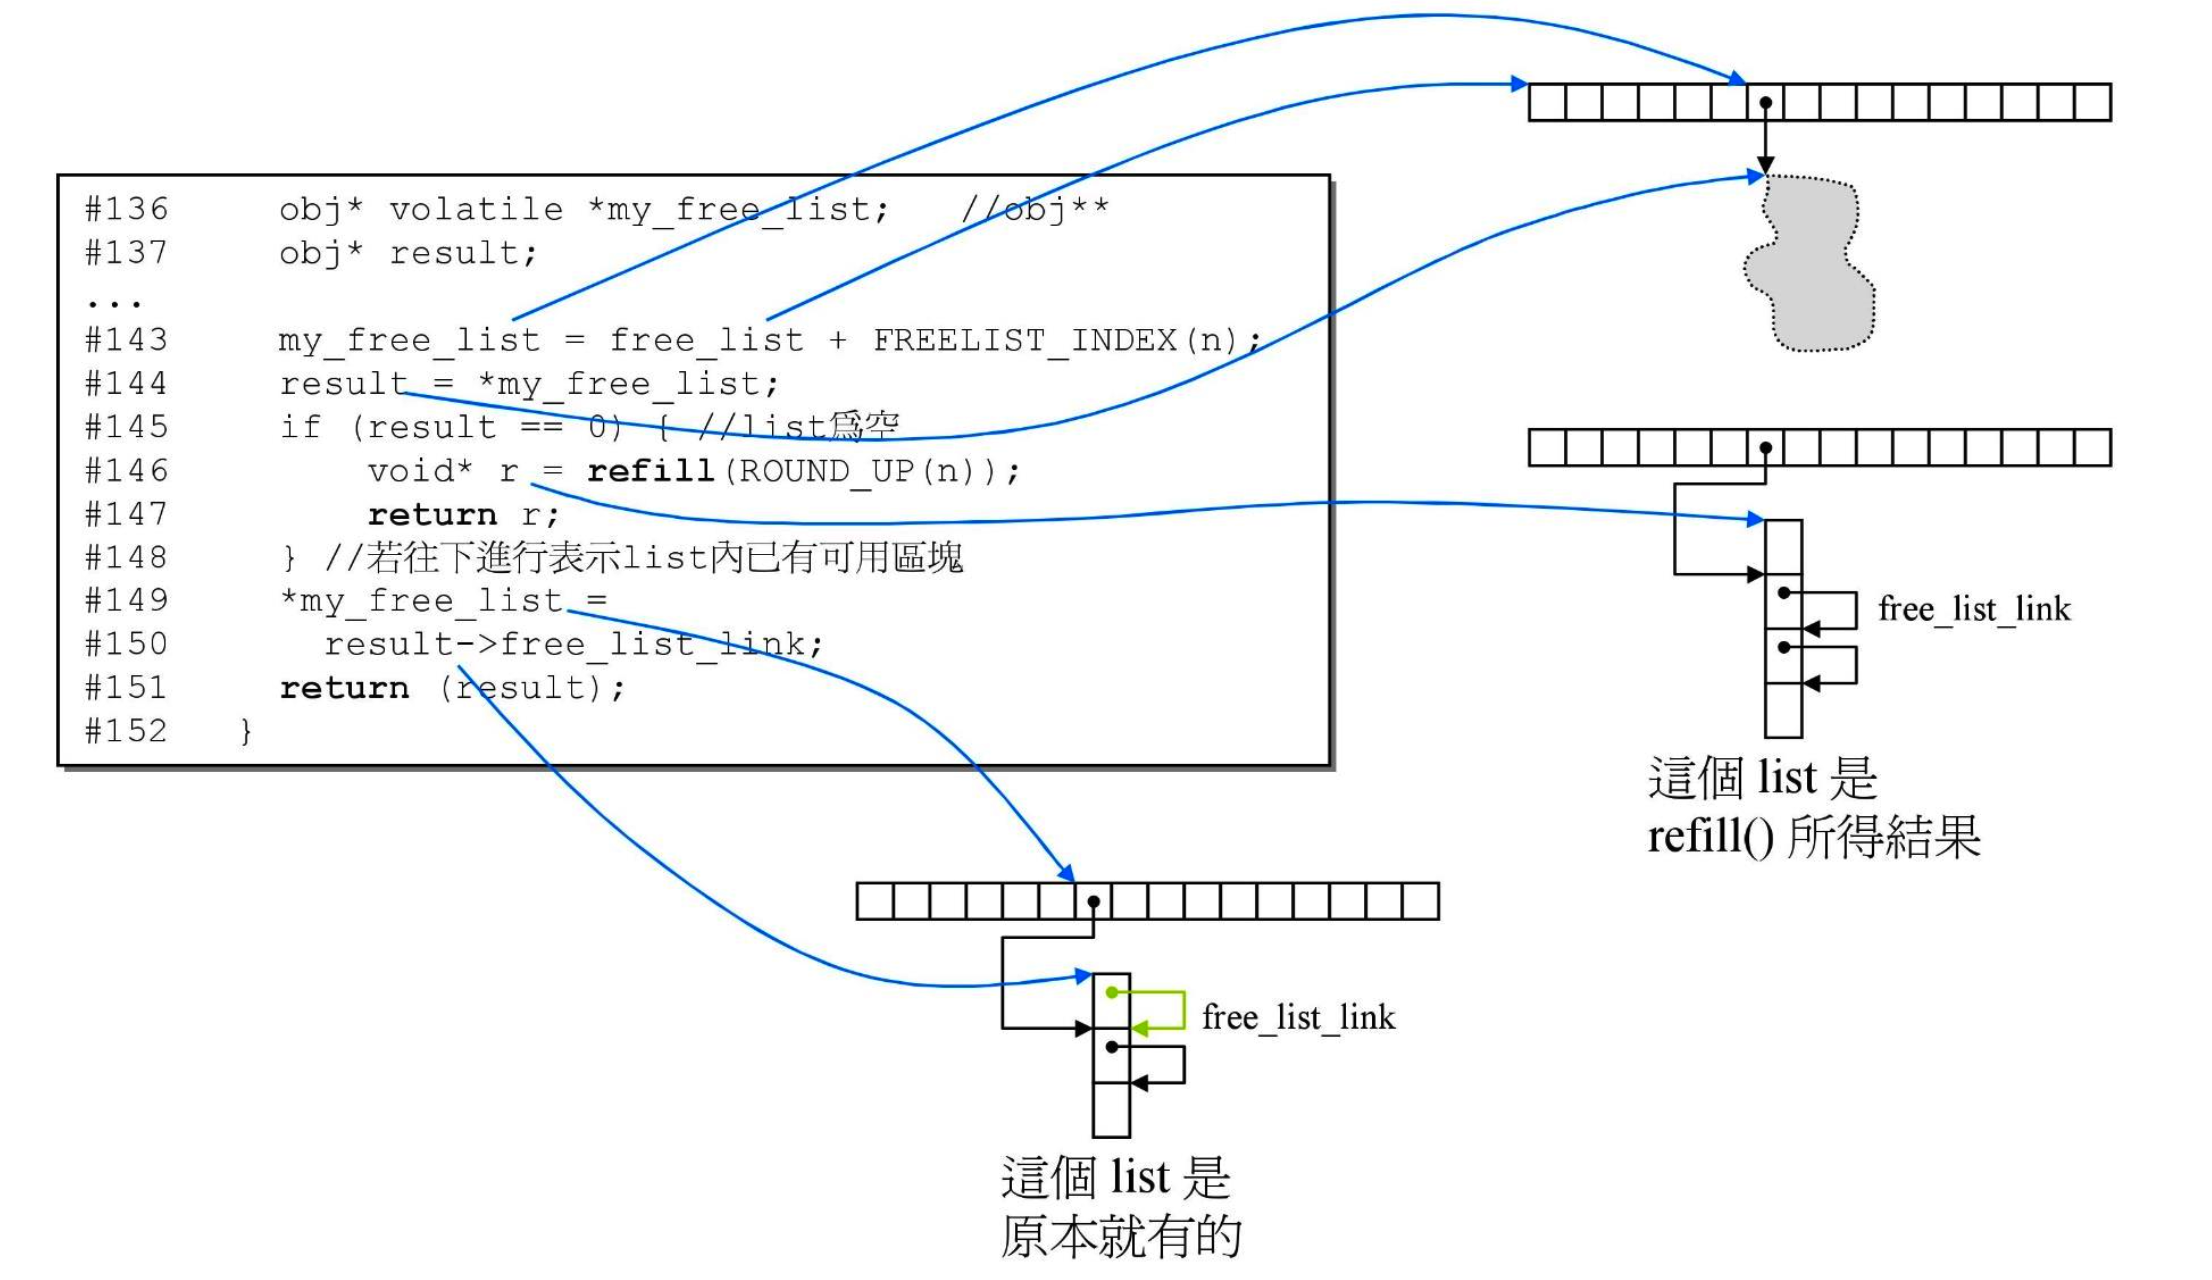 #136 obj* volatile *my_free_list; //obj**
#137 obj* result;
...
#143 my_free_list = free_list + FREELIST_INDEX(n);
#144 result = *my_free_list;
#145 if (result == 0) { //list爲空
#146 void* r = refill(ROUND_UP(n));
#147 return r;
#148 } //若往下進行表示list內已有可用區塊
#149 *my_free_list =
#150 result->free_list_link;
#151 return (result);
#152 }
free_list_link
這個 list 是
refill() 所得結果
free_list_link
這個 list 是
原本就有的